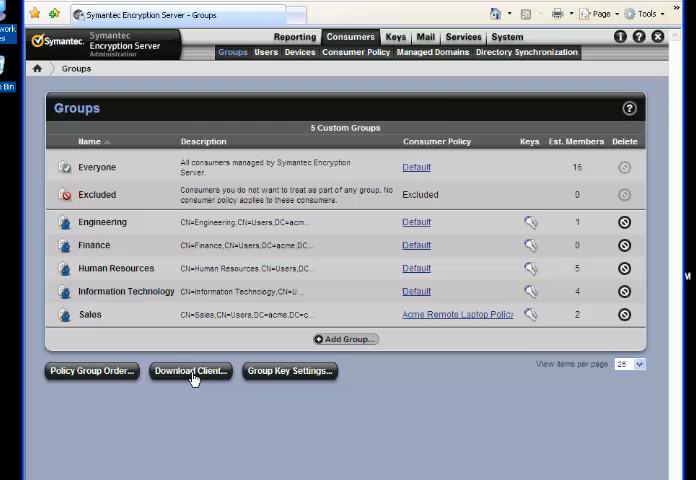 Symantec Encryption Server - Groups
Page
Tools
Symantec.
Symantec
Encryption Server
Administration
Reporting Consumers Keys Mail Services System
Groups Users Devices Consumer Policy Managed Domains Directory Synchronization
Groups
Groups
5 Custom Groups
Name Description Consumer Policy Keys Est. Members Delete
Everyone All consumers managed by Symantec Encryption Server. Default 16
Excluded Consumers you do not want to treat as part of any group. No consumer policy applies to these consumers. Excluded 0
Engineering CN=Engineering,CN=Users,DC=acm... Default 1
Finance CN=Finance,CN=Users,DC=acme,DC... Default 0
Human Resources CN=Human Resources,CN=Users,DC... Default 5
Information Technology CN=Information Technology,CN=U... Default 4
Sales CN=Sales,CN=Users,DC=acme,DC=c... Acme Remote Laptop Policy 2
Add Group...
Policy Group Order... Download Client... Group Key Settings... View items per page: 25